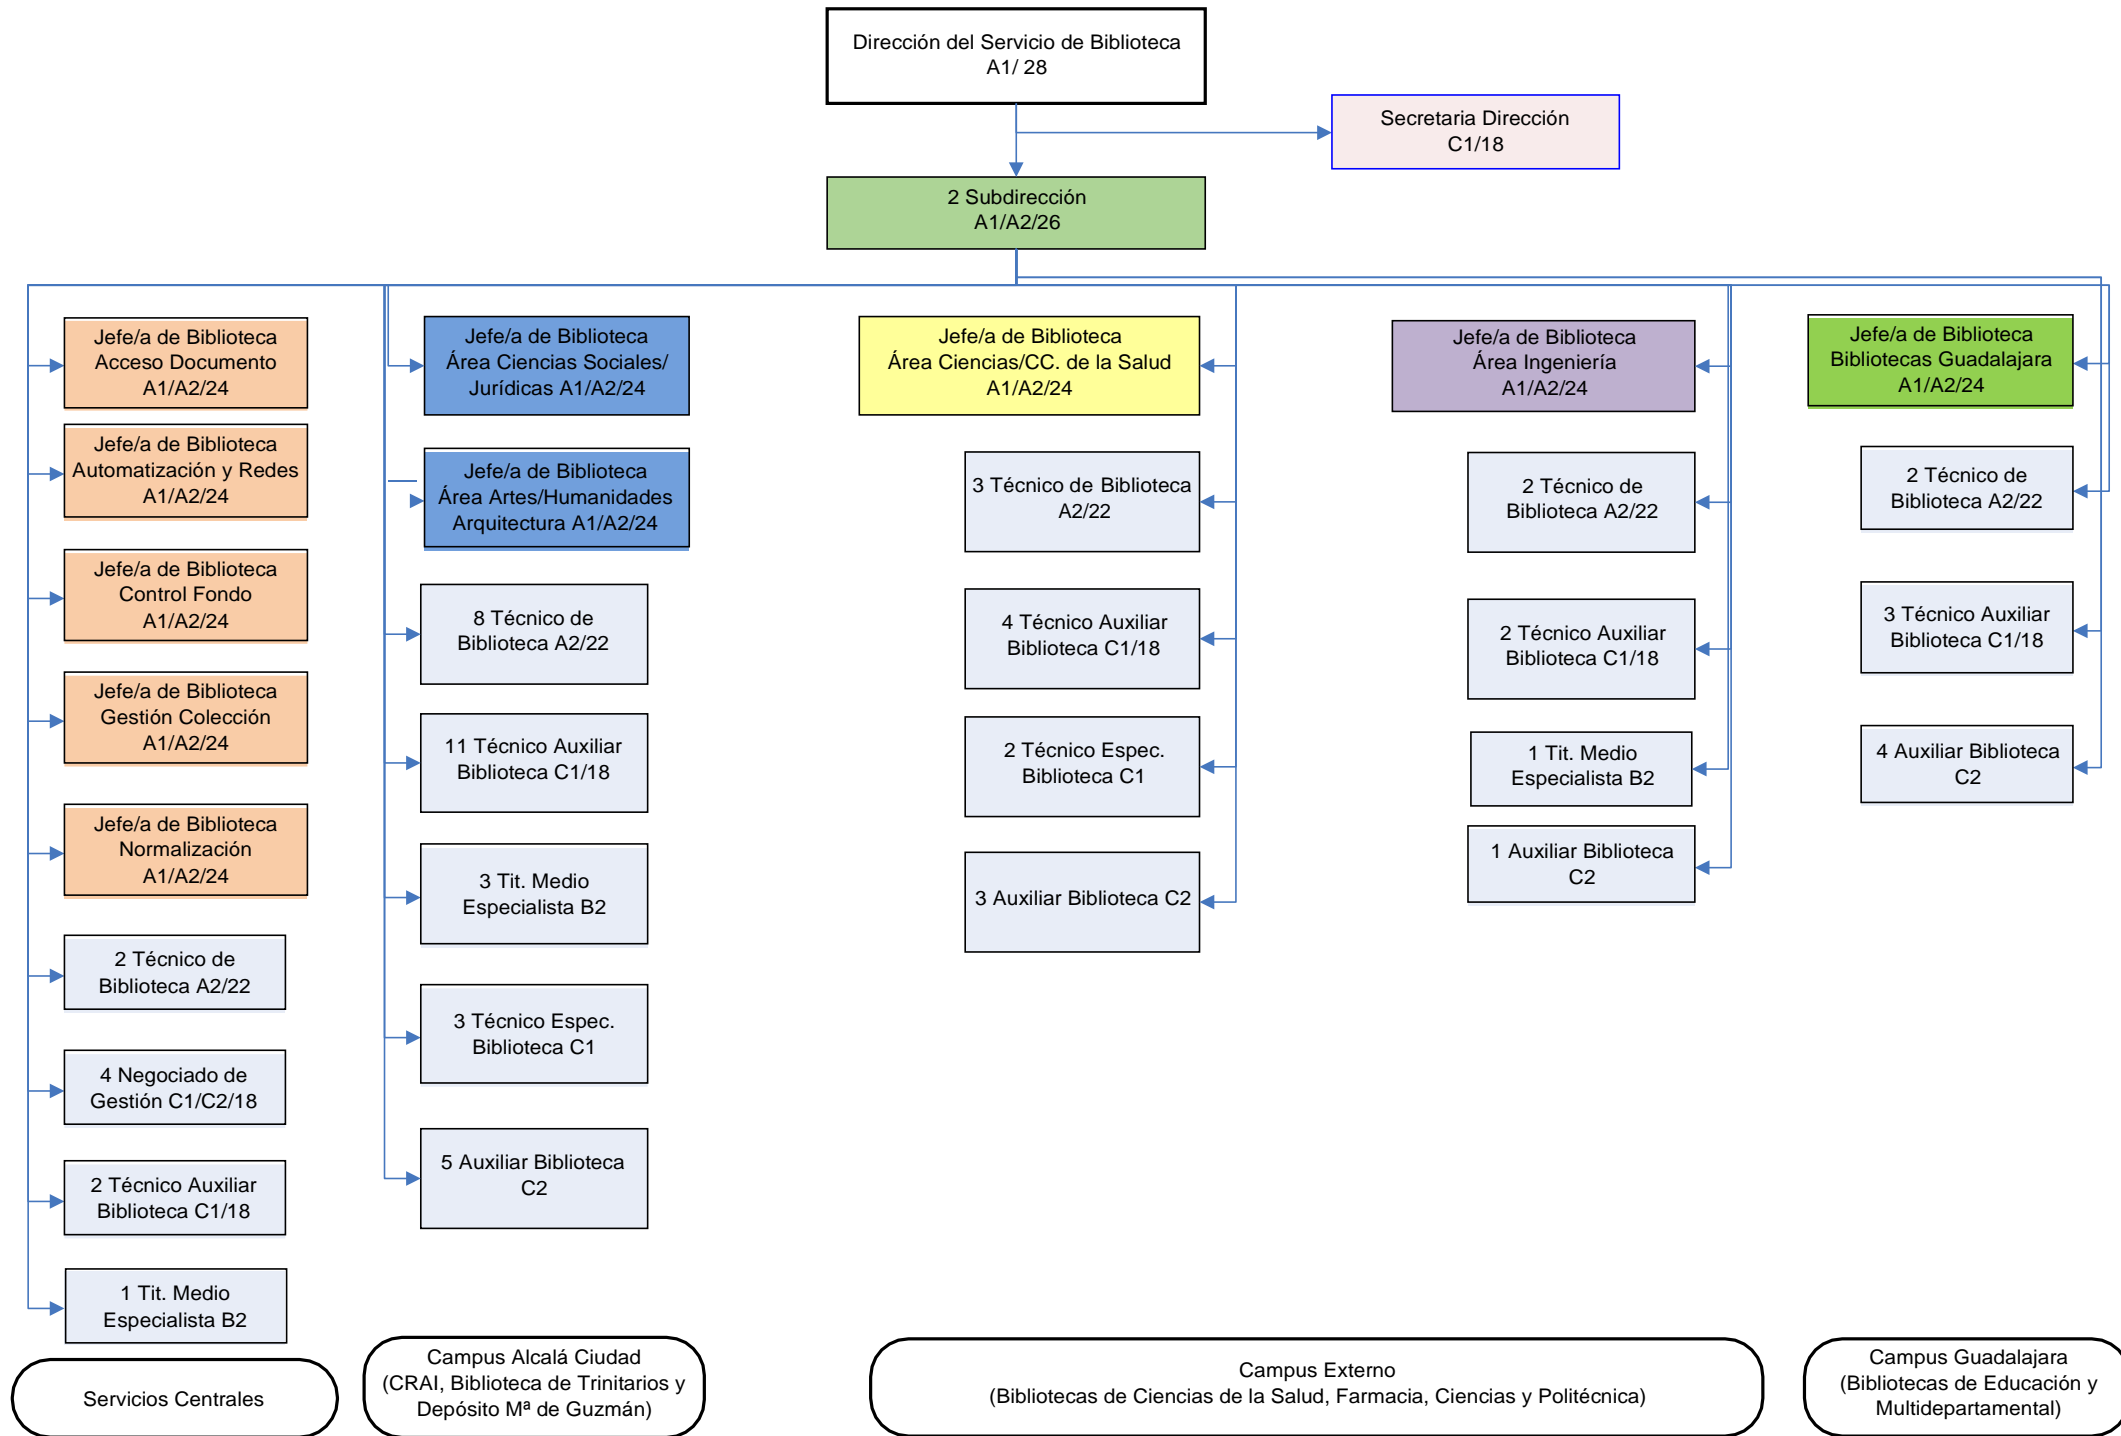 Dirección del Servicio de Biblioteca
A1/ 28
Secretaria Dirección
C1/18
2 Subdirección
A1/A2/26
Jefe/a de Biblioteca
Acceso Documento
A1/A2/24
Jefe/a de Biblioteca
Automatización y Redes
A1/A2/24
Jefe/a de Biblioteca
Control Fondo
A1/A2/24
Jefe/a de Biblioteca
Gestión Colección
A1/A2/24
Jefe/a de Biblioteca
Normalización
A1/A2/24
2 Técnico de
Biblioteca A2/22
4 Negociado de
Gestión C1/C2/18
2 Técnico Auxiliar
Biblioteca C1/18
1 Tit. Medio
Especialista B2
Servicios Centrales
Jefe/a de Biblioteca
Área Ciencias Sociales/
Jurídicas A1/A2/24
Jefe/a de Biblioteca
Área Artes/Humanidades
Arquitectura A1/A2/24
8 Técnico de
Biblioteca A2/22
11 Técnico Auxiliar
Biblioteca C1/18
3 Tit. Medio
Especialista B2
3 Técnico Espec.
Biblioteca C1
5 Auxiliar Biblioteca
C2
Campus Alcalá Ciudad
(CRAI, Biblioteca de Trinitarios y
Depósito Mª de Guzmán)
Jefe/a de Biblioteca
Área Ciencias/CC. de la Salud
A1/A2/24
3 Técnico de Biblioteca
A2/22
4 Técnico Auxiliar
Biblioteca C1/18
2 Técnico Espec.
Biblioteca C1
3 Auxiliar Biblioteca C2
Jefe/a de Biblioteca
Área Ingeniería
A1/A2/24
2 Técnico de
Biblioteca A2/22
2 Técnico Auxiliar
Biblioteca C1/18
1 Tit. Medio
Especialista B2
1 Auxiliar Biblioteca
C2
Campus Externo
(Bibliotecas de Ciencias de la Salud, Farmacia, Ciencias y Politécnica)
Jefe/a de Biblioteca
Bibliotecas Guadalajara
A1/A2/24
2 Técnico de
Biblioteca A2/22
3 Técnico Auxiliar
Biblioteca C1/18
4 Auxiliar Biblioteca
C2
Campus Guadalajara
(Bibliotecas de Educación y
Multidepartamental)